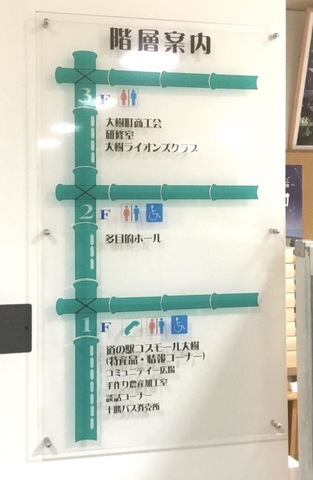 階層案内
3F
大樹町商工会
研修室
大樹ライオンズクラブ
2F
多目的ホール
1F
道の駅コスモール大樹
(特産品・情報コーナー)
コミュニティー広場
手作り農産加工室
談話コーナー
十勝バス発売所